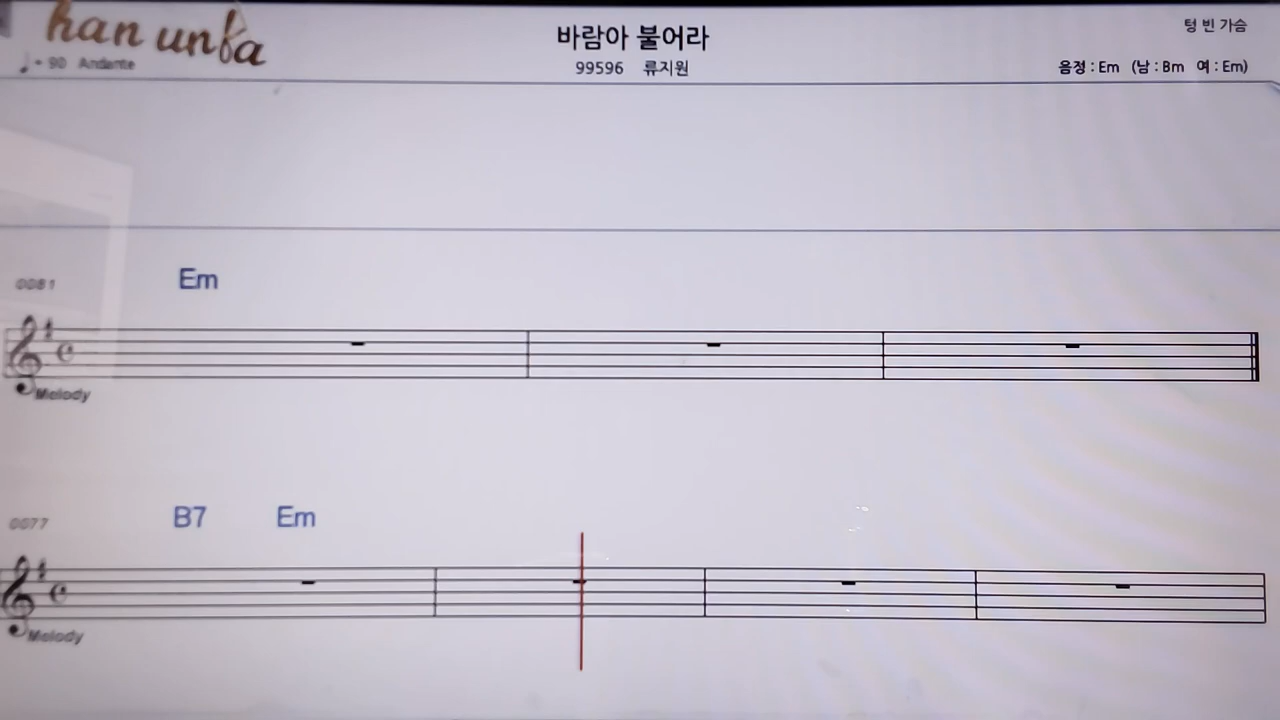 han unba
바람아 불어라
텅 빈 가슴
♩= 90 Andante
99596 류지원
음정 : Em (남 : Bm 여 : Em)
0081 Em
Melody
0077 B7 Em
Melody